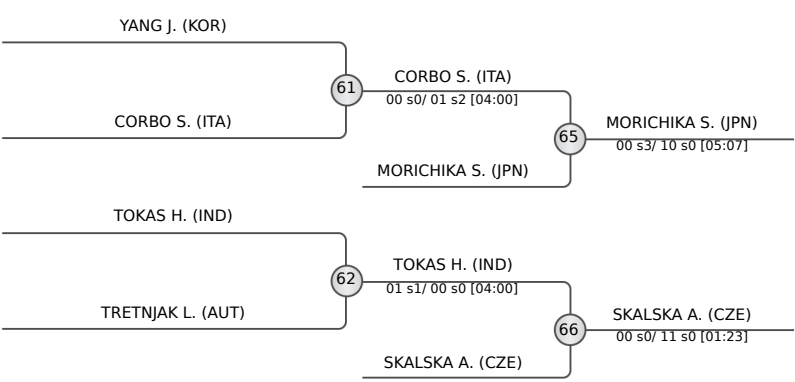 YANG J. (KOR)
61
CORBO S. (ITA)
CORBO S. (ITA)
00 s0/ 01 s2 [04:00]
65
MORICHIKA S. (JPN)
00 s3/ 10 s0 [05:07]
MORICHIKA S. (JPN)
TOKAS H. (IND)
62
TRETNJAK L. (AUT)
TOKAS H. (IND)
01 s1/ 00 s0 [04:00]
66
SKALSKA A. (CZE)
00 s0/ 11 s0 [01:23]
SKALSKA A. (CZE)